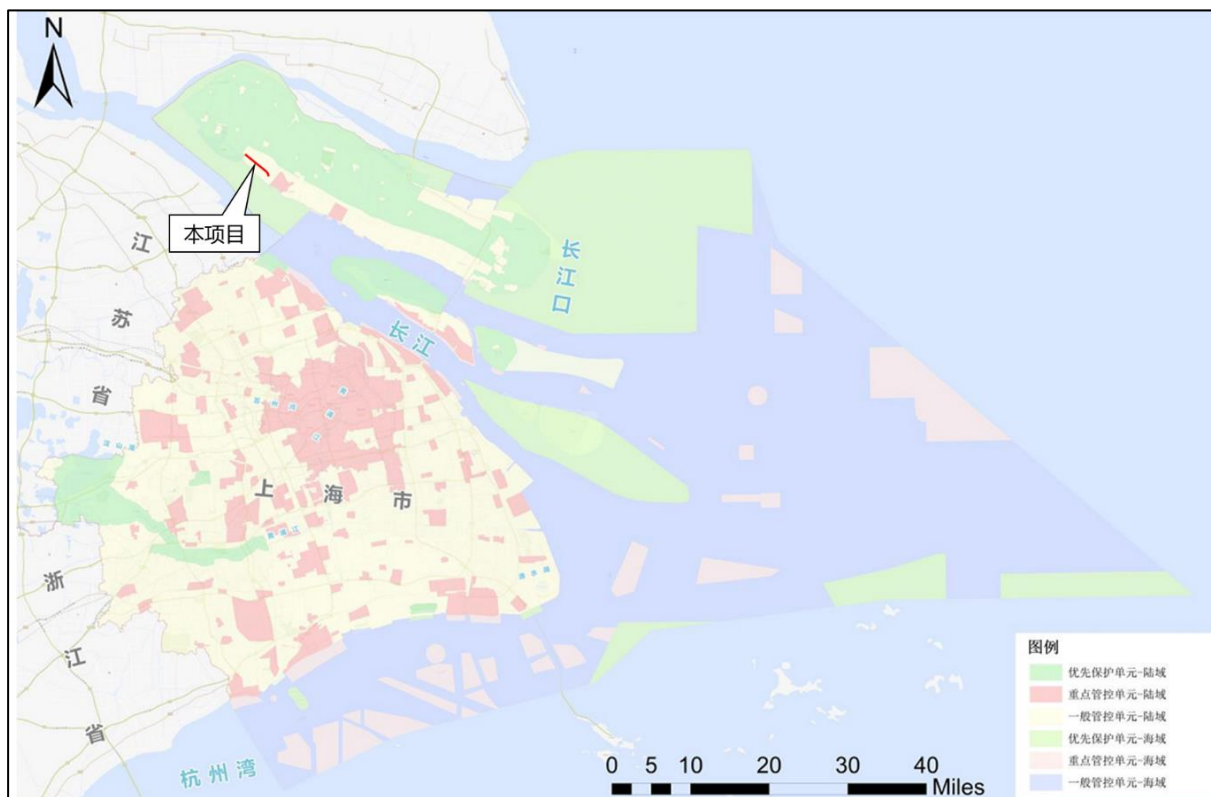 N
本项目
江
苏
省
长江口
长江
上海市
浙
江
省
杭州湾
图例
优先保护单元-陆域
重点管控单元-陆域
一般管控单元-陆域
优先保护单元-海域
重点管控单元-海域
一般管控单元-海域
0 5 10 20 30 40
Miles